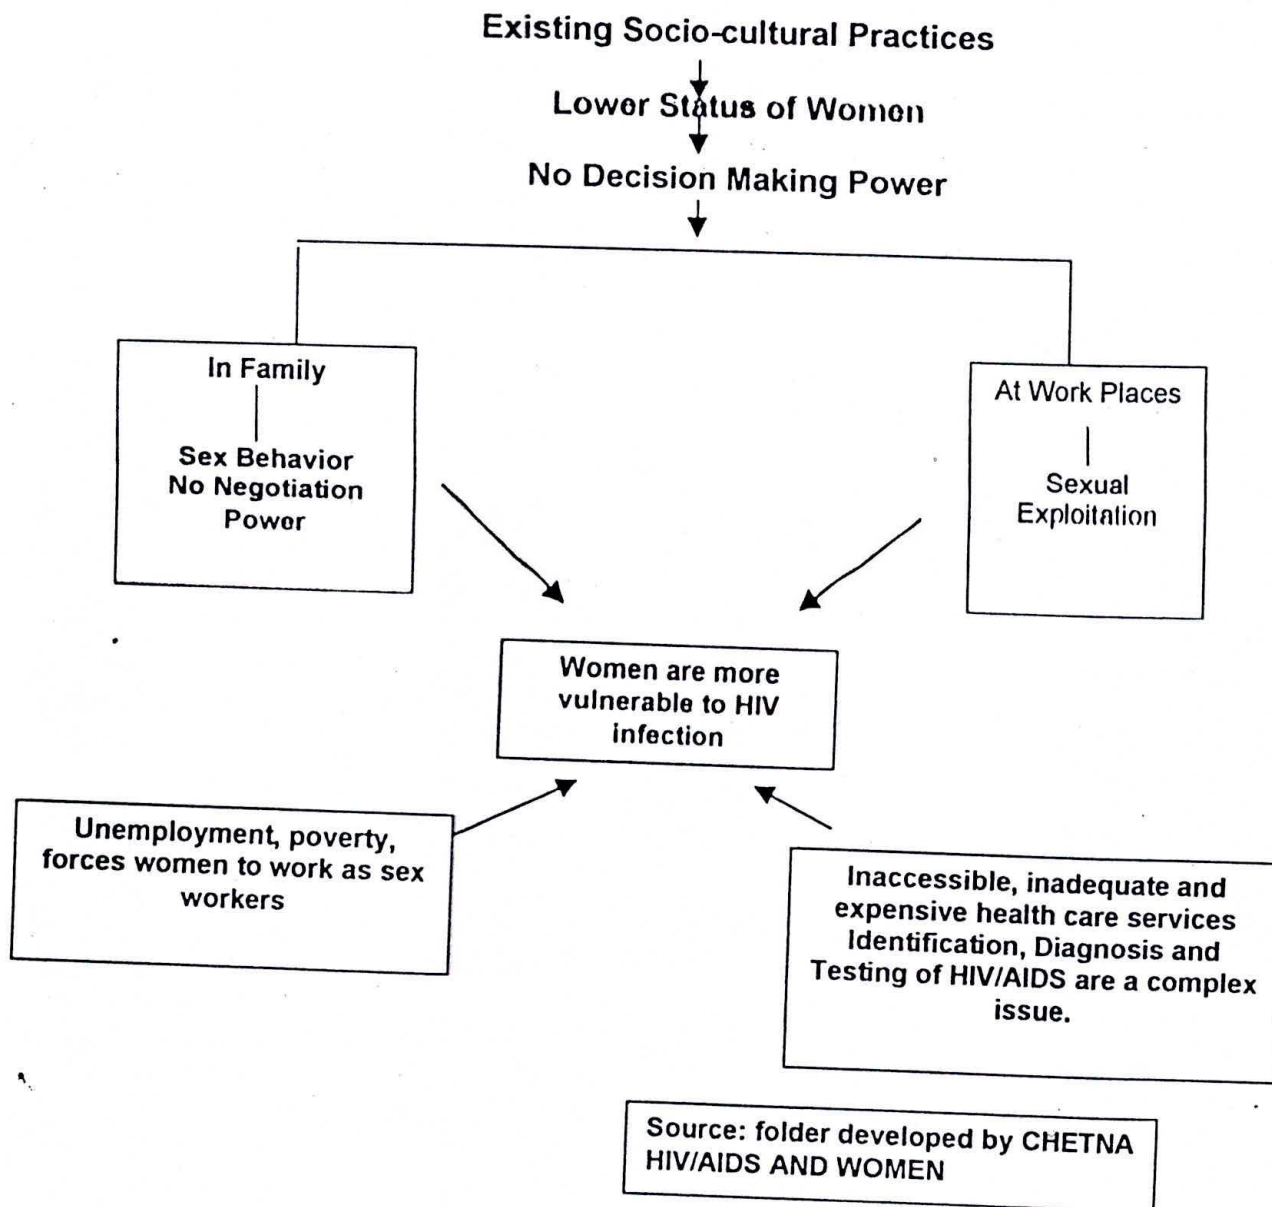 Existing Socio-cultural Practices
Lower Status of Women
No Decision Making Power
In Family
Sex Behavior
No Negotiation
Power
At Work Places
Sexual
Exploitation
Women are more
vulnerable to HIV
infection
Unemployment, poverty,
forces women to work as sex
workers
Inaccessible, inadequate and
expensive health care services
Identification, Diagnosis and
Testing of HIV/AIDS are a complex
issue.
Source: folder developed by CHETNA
HIV/AIDS AND WOMEN